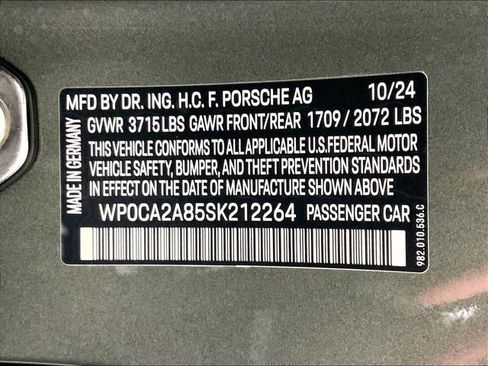 MFD BY DR. ING. H.C. F. PORSCHE AG 10/24
GVWR 3715 LBS GAWR FRONT/REAR 1709 / 2072 LBS
THIS VEHICLE CONFORMS TO ALL APPLICABLE U.S.FEDERAL MOTOR
VEHICLE SAFETY, BUMPER, AND THEFT PREVENTION STANDARDS
IN EFFECT ON THE DATE OF MANUFACTURE SHOWN ABOVE.
WP0CA2A85SK212264 PASSENGER CAR
MADE IN GERMANY
982.010.536.C